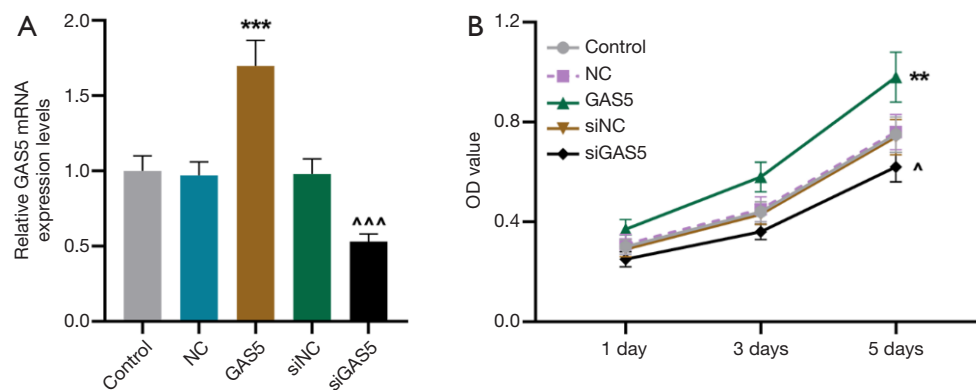 A
Relative GAS5 mRNA
expression levels
2.0
1.5
1.0
0.5
0.0
***
^^^
Control
NC
GAS5
siNC
siGAS5
B
OD value
1.2
0.8
0.4
0.0
Control
NC
GAS5
siNC
siGAS5
**
^
1 day
3 days
5 days